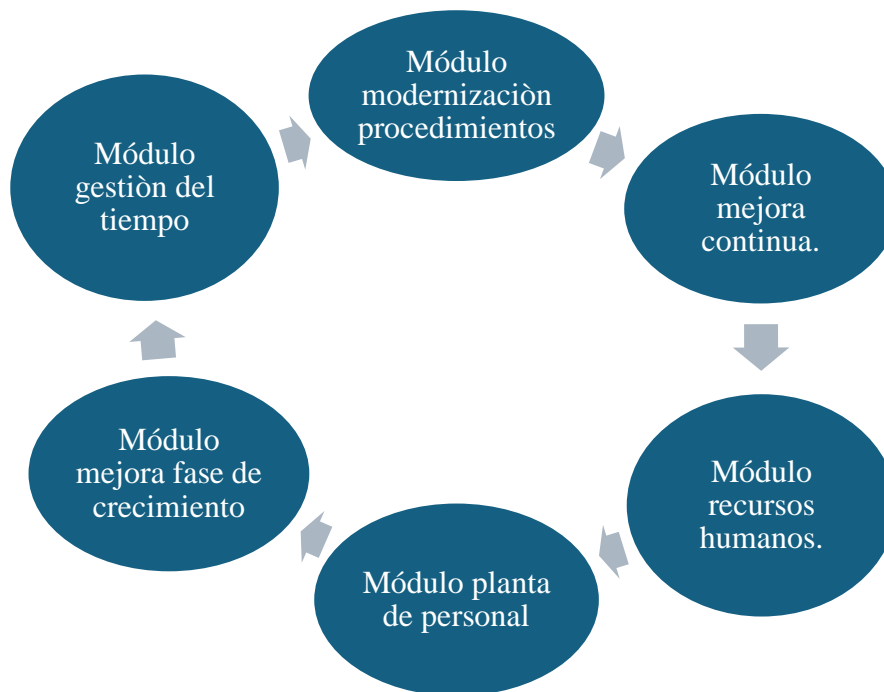 Módulo
modernizaciòn
procedimientos
Módulo
mejora
continua.
Módulo
recursos
humanos.
Módulo planta
de personal
Módulo
mejora fase de
crecimiento
Módulo
gestiòn del
tiempo